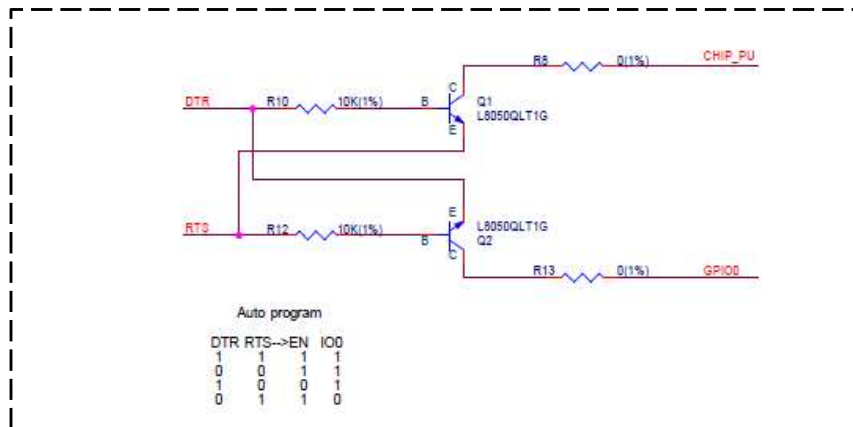 R8 0(1%) CHIP_PU
C
DTR R10 10K(1%) B Q1
L8050QLT1G
E
E L8050QLT1G
RTS R12 10K(1%) B Q2
C
R13 0(1%) GPIO0
Auto program
DTR RTS-->EN IO0
1 1 1 1
0 0 1 1
1 0 0 1
0 1 1 0